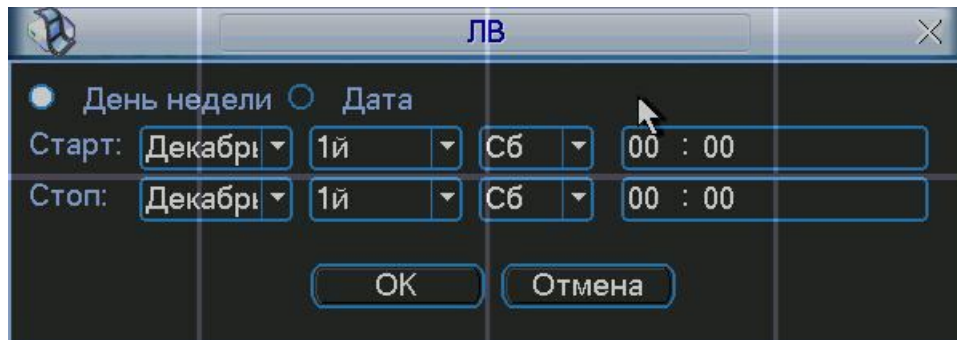 ЛВ
День недели Дата
Старт: Декабрь 1й Сб 00 : 00
Стоп: Декабрь 1й Сб 00 : 00
OK Отмена